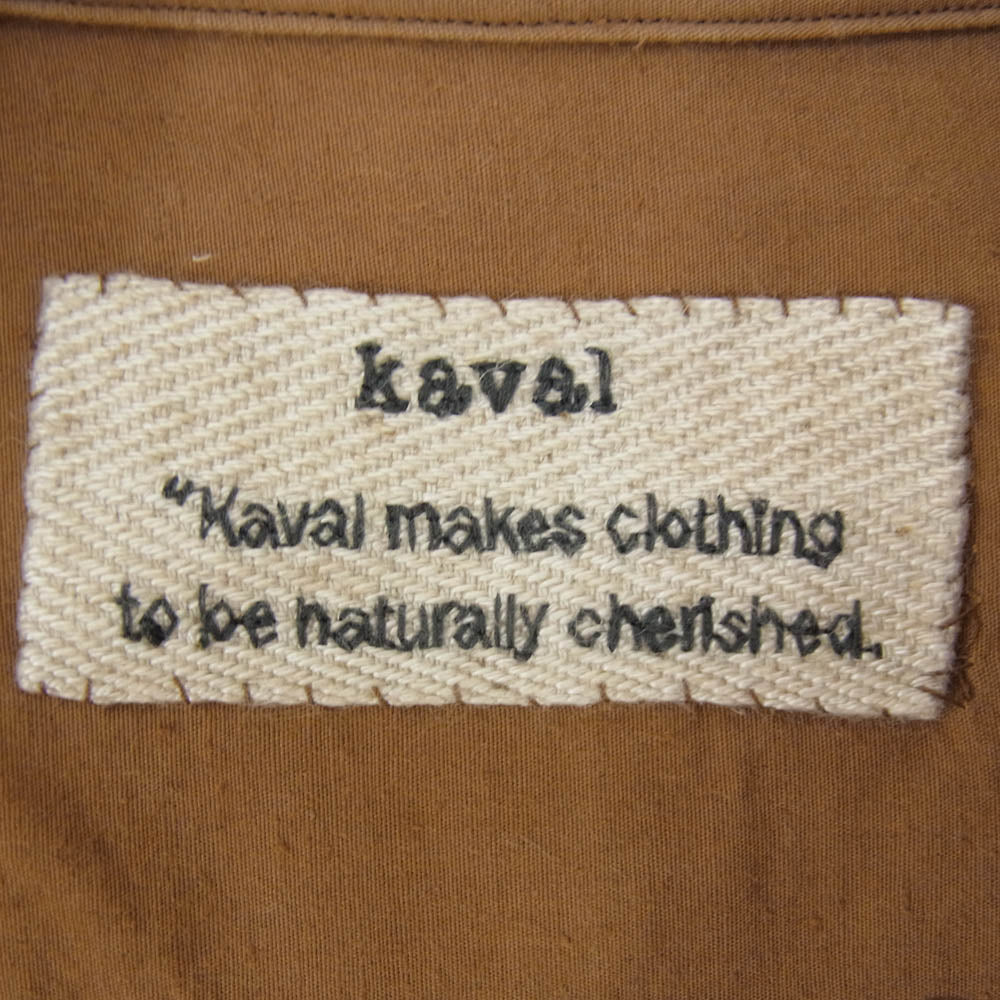 kaval
"Kaval makes clothing
to be naturally cherished.